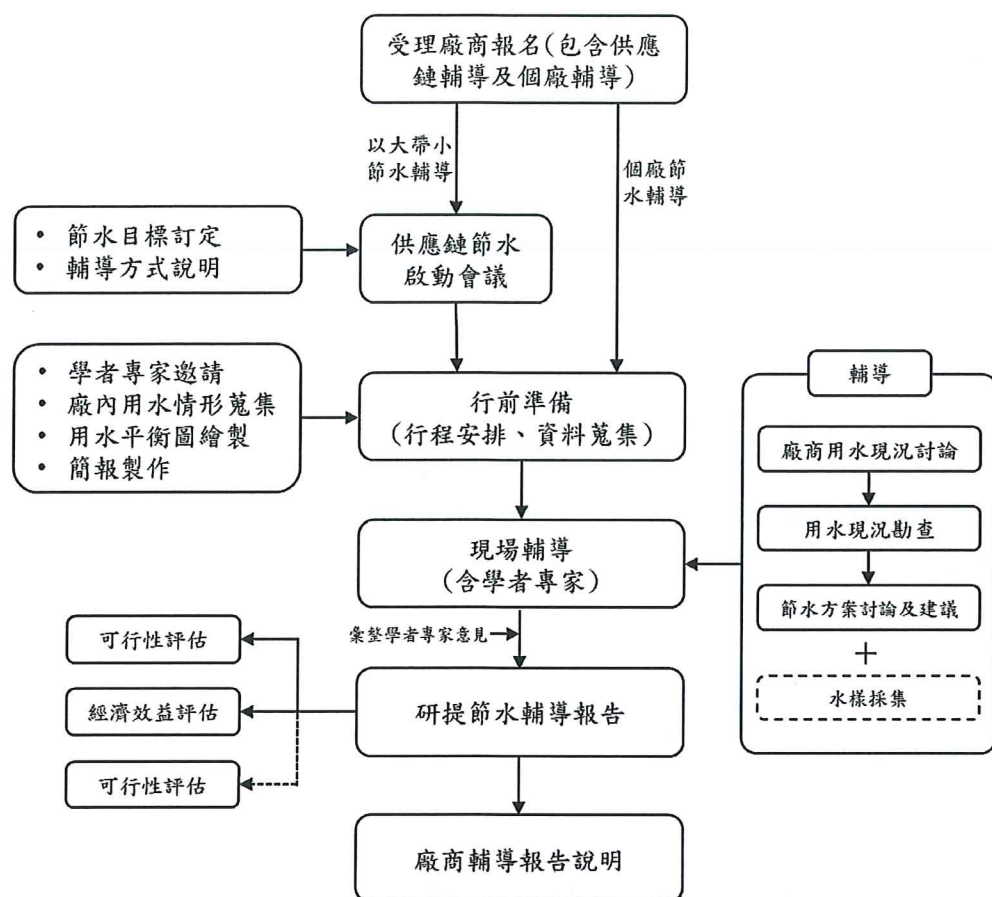 受理廠商報名(包含供應
鏈輔導及個廠輔導)
以大帶小
節水輔導
個廠節
水輔導
• 節水目標訂定
• 輔導方式說明
供應鏈節水
啟動會議
• 學者專家邀請
• 廠內用水情形蒐集
• 用水平衡圖繪製
• 簡報製作
行前準備
(行程安排、資料蒐集)
輔導
廠商用水現況討論
用水現況勘查
節水方案討論及建議
+
水樣採集
現場輔導
(含學者專家)
彙整學者專家意見
可行性評估
經濟效益評估
可行性評估
研提節水輔導報告
廠商輔導報告說明